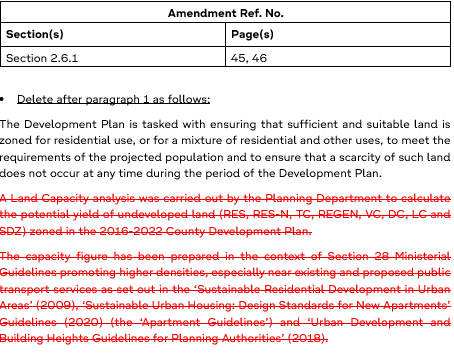 Amendment Ref. No.
Section(s) Page(s)
Section 2.6.1 45, 46
• Delete after paragraph 1 as follows:
The Development Plan is tasked with ensuring that sufficient and suitable land is
zoned for residential use, or for a mixture of residential and other uses, to meet the
requirements of the projected population and to ensure that a scarcity of such land
does not occur at any time during the period of the Development Plan.
A Land Capacity analysis was carried out by the Planning Department to calculate
the potential yield of undeveloped land (RES, RES-N, TC, REGEN, VC, DC, LC and
SDZ) zoned in the 2016-2022 County Development Plan.
The capacity figure has been prepared in the context of Section 28 Ministerial
Guidelines promoting higher densities, especially near existing and proposed public
transport services as set out in the ‘Sustainable Residential Development in Urban
Areas’ (2009), ‘Sustainable Urban Housing: Design Standards for New Apartments’
Guidelines (2020) (the ‘Apartment Guidelines’) and ‘Urban Development and
Building Heights Guidelines for Planning Authorities’ (2018).